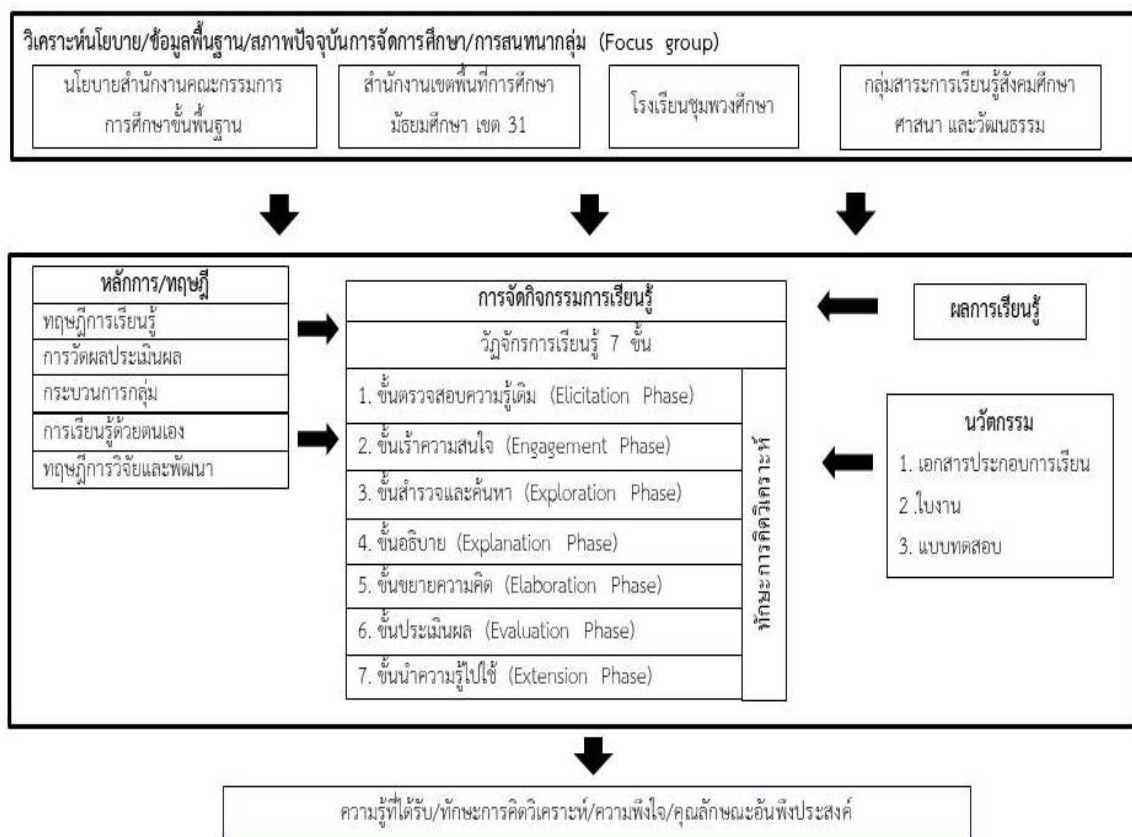 วิเคราะห์นโยบาย/ข้อมูลพื้นฐาน/สภาพปัจจุบันการจัดการศึกษา/การสนทนากลุ่ม (Focus group)
นโยบายสำนักงานคณะกรรมการ
การศึกษาขั้นพื้นฐาน
สำนักงานเขตพื้นที่การศึกษา
มัธยมศึกษา เขต 31
โรงเรียนชุมพวงศึกษา
กลุ่มสาระการเรียนรู้สังคมศึกษา
ศาสนา และวัฒนธรรม
หลักการ/ทฤษฎี
ทฤษฎีการเรียนรู้
การวัดผลประเมินผล
กระบวนการกลุ่ม
การเรียนรู้ด้วยตนเอง
ทฤษฎีการวิจัยและพัฒนา
การจัดกิจกรรมการเรียนรู้
วัฏจักรการเรียนรู้ 7 ขั้น
1. ขั้นตรวจสอบความรู้เดิม (Elicitation Phase)
2. ขั้นเร้าความสนใจ (Engagement Phase)
3. ขั้นสำรวจและค้นหา (Exploration Phase)
4. ขั้นอธิบาย (Explanation Phase)
5. ขั้นขยายความคิด (Elaboration Phase)
6. ขั้นประเมินผล (Evaluation Phase)
7. ขั้นนำความรู้ไปใช้ (Extension Phase)
ทักษะการคิดวิเคราะห์
ผลการเรียนรู้
นวัตกรรม
1. เอกสารประกอบการเรียน
2 .ใบงาน
3. แบบทดสอบ
ความรู้ที่ได้รับ/ทักษะการคิดวิเคราะห์/ความพึงใจ/คุณลักษณะอันพึงประสงค์